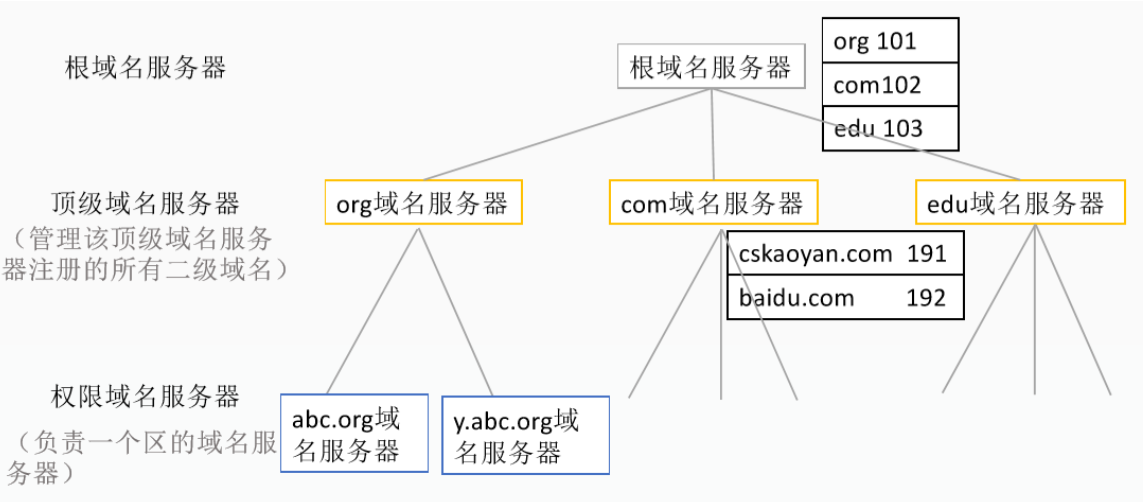 根域名服务器
根域名服务器
org 101
com102
edu 103
顶级域名服务器
（管理该顶级域名服务
器注册的所有二级域名）
org域名服务器
com域名服务器
edu域名服务器
cskaoyan.com 191
baidu.com 192
权限域名服务器
（负责一个区的域名服
务器）
abc.org域
名服务器
y.abc.org域
名服务器